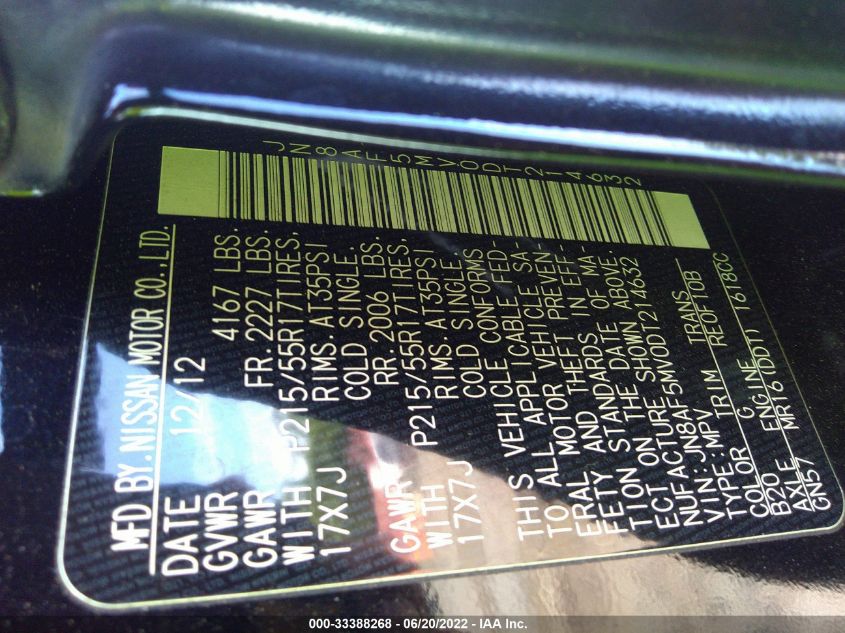 JN8AF5MV0DT214632
MFD BY.NISSAN MOTOR CO.,LTD.
DATE 12/12
GVWR 4167 LBS.
GAWR FR.2227 LBS.
WITH P215/55R17TIRES,
17X7J RIMS.AT35PSI
COLD SINGLE.
GAWR RR.2006 LBS.
WITH P215/55R17TIRES,
17X7J RIMS.AT35PSI
COLD SINGLE.
THIS VEHICLE CONFORMS
TO ALL APPLICABLE FED-
ERAL MOTOR VEHICLE SA-
FETY AND THEFT PREVEN-
TION STANDARDS IN EFF-
ECT ON THE DATE OF MA-
NUFACTURE SHOWN ABOVE.
VIN:JN8AF5MV0DT214632
TYPE:MPV
COLOR TRIM TRANS
B20 G RE0F10B
AXLE ENGINE
GN57 MR16(DDT) 1618CC
000-33388268 - 06/20/2022 - IAA Inc.